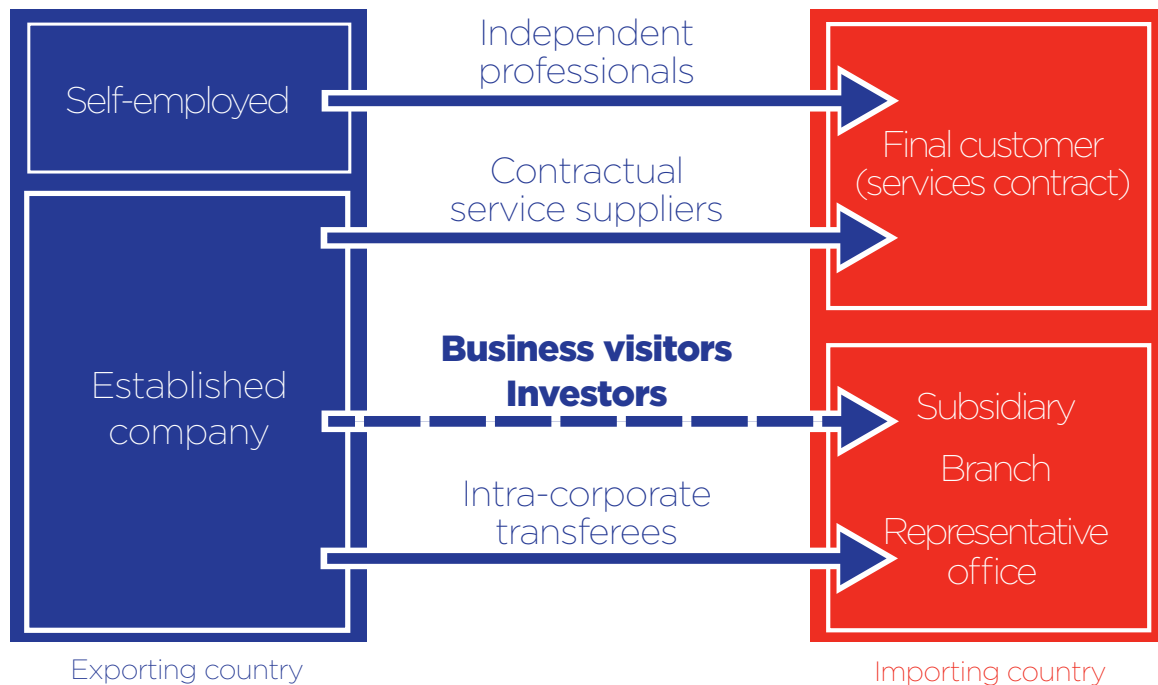 Independent
professionals
Self-employed
Final customer
(services contract)
Contractual
service suppliers
Business visitors
Investors
Established
company
Subsidiary
Branch
Intra-corporate
transferees
Representative
office
Exporting country
Importing country